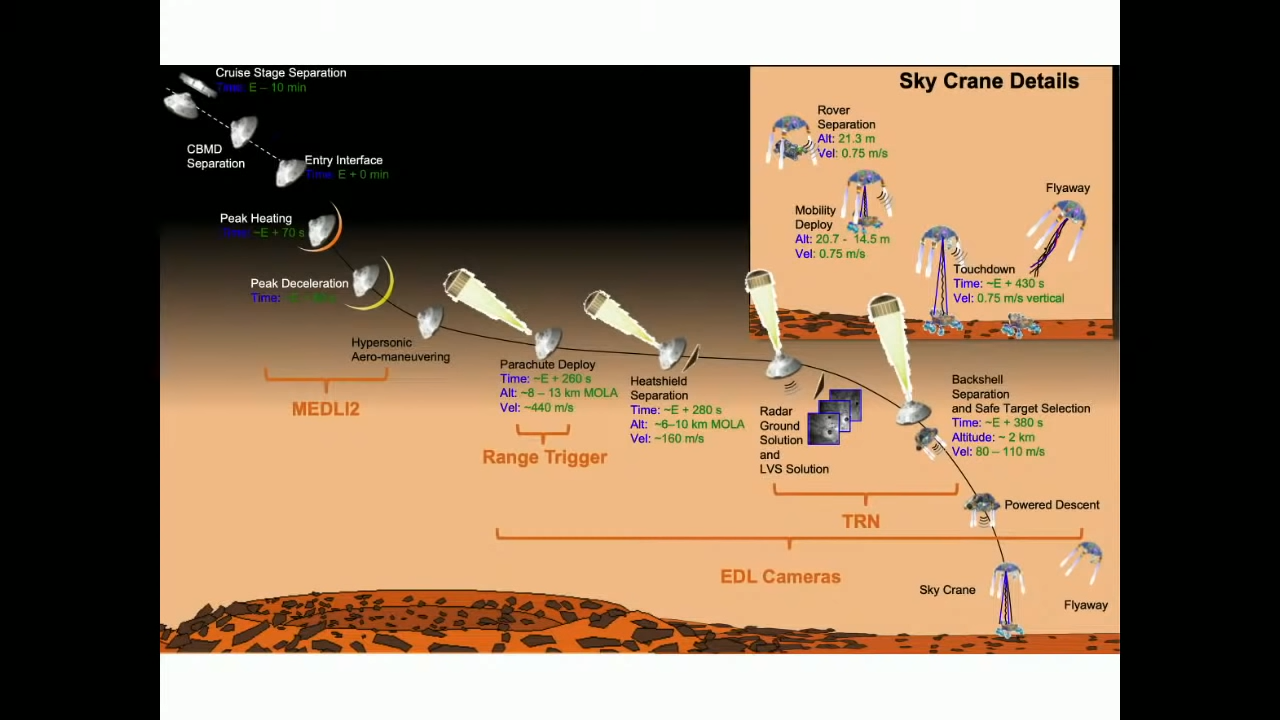 Cruise Stage Separation
Time: E – 10 min
CBMD
Separation
Entry Interface
Time: E + 0 min
Peak Heating
Time: ~E + 70 s
Peak Deceleration
Time:
Hypersonic
Aero-maneuvering
MEDLI2
Parachute Deploy
Time: ~E + 260 s
Alt: ~8 – 13 km MOLA
Vel: ~440 m/s
Range Trigger
Heatshield
Separation
Time: ~E + 280 s
Alt: ~6–10 km MOLA
Vel: ~160 m/s
Radar
Ground
Solution
and
LVS Solution
Backshell
Separation
and Safe Target Selection
Time: ~E + 380 s
Altitude: ~ 2 km
Vel: 80 – 110 m/s
TRN
Powered Descent
EDL Cameras
Sky Crane
Flyaway
Sky Crane Details
Rover
Separation
Alt: 21.3 m
Vel: 0.75 m/s
Mobility
Deploy
Alt: 20.7 - 14.5 m
Vel: 0.75 m/s
Touchdown
Time: ~E + 430 s
Vel: 0.75 m/s vertical
Flyaway